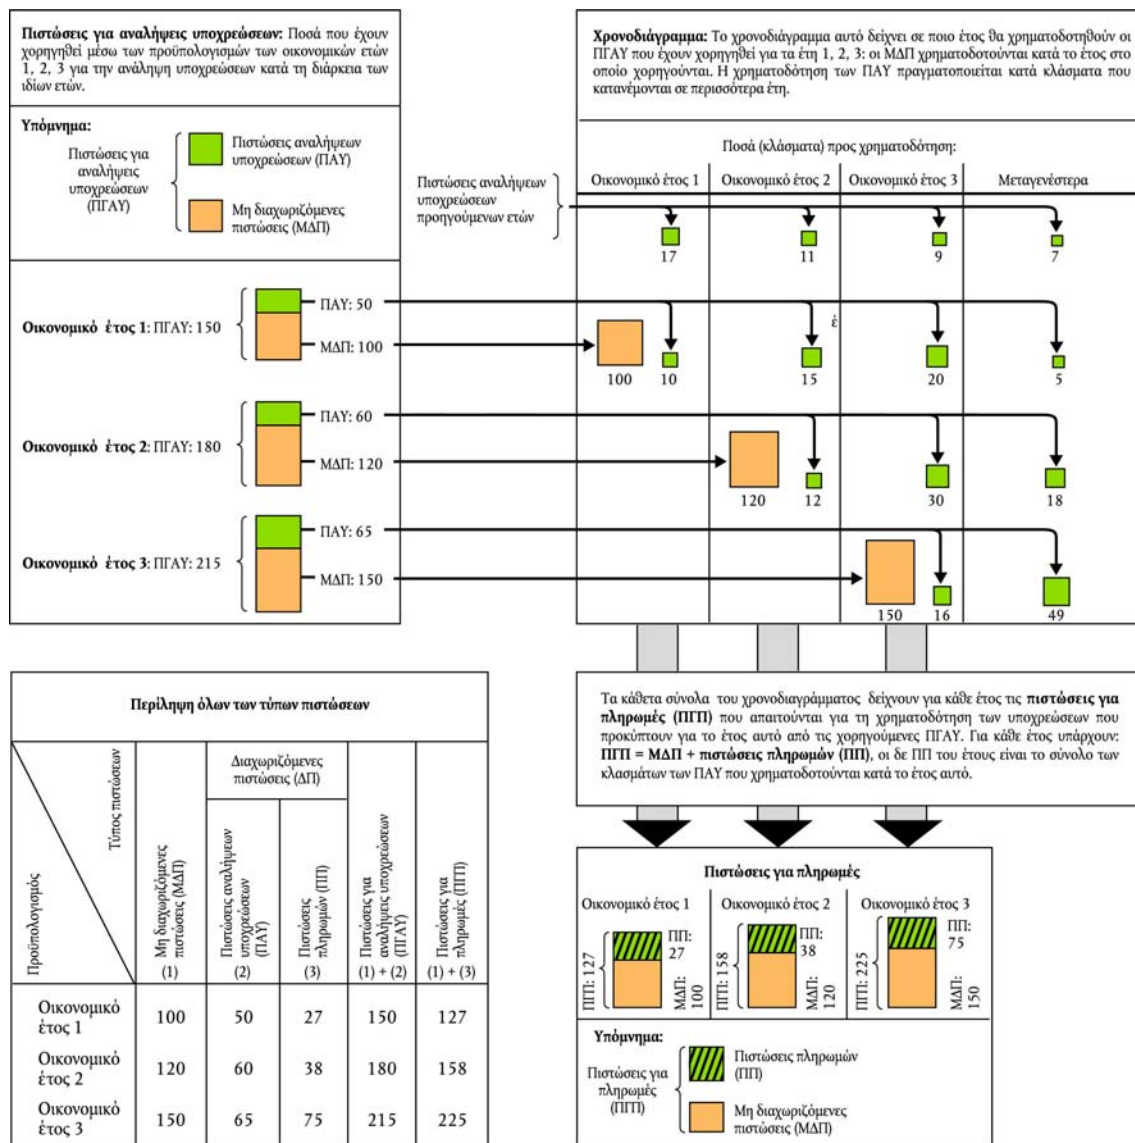 Πιστώσεις για αναλήψεις υποχρεώσεων: Ποσά που έχουν
χορηγηθεί μέσω των προϋπολογισμών των οικονομικών ετών
1, 2, 3 για την ανάληψη υποχρεώσεων κατά τη διάρκεια των
ιδίων ετών.
Υπόμνημα:
Πιστώσεις για
αναλήψεις
υποχρεώσεων
(ΠΓΑΥ)
Πιστώσεις αναλήψεων
υποχρεώσεων (ΠΑΥ)
Μη διαχωριζόμενες
πιστώσεις (ΜΔΠ)
Χρονοδιάγραμμα: Το χρονοδιάγραμμα αυτό δείχνει σε ποιο έτος θα χρηματοδοτηθούν οι
ΠΓΑΥ που έχουν χορηγηθεί για τα έτη 1, 2, 3: οι ΜΔΠ χρηματοδοτούνται κατά το έτος στο
οποίο χορηγούνται. Η χρηματοδότηση των ΠΑΥ πραγματοποιείται κατά κλάσματα που
κατανέμονται σε περισσότερα έτη.
Ποσά (κλάσματα) προς χρηματοδότηση:
Οικονομικό έτος 1
Οικονομικό έτος 2
Οικονομικό έτος 3
Μεταγενέστερα
Πιστώσεις αναλήψεων
υποχρεώσεων
προηγούμενων ετών
17
11
9
7
Οικονομικό έτος 1: ΠΓΑΥ: 150
ΠΑΥ: 50
ΜΔΠ: 100
έ
100
10
15
20
5
Οικονομικό έτος 2: ΠΓΑΥ: 180
ΠΑΥ: 60
ΜΔΠ: 120
120
12
30
18
Οικονομικό έτος 3: ΠΓΑΥ: 215
ΠΑΥ: 65
ΜΔΠ: 150
150
16
49
Τα κάθετα σύνολα του χρονοδιαγράμματος δείχνουν για κάθε έτος τις πιστώσεις για
πληρωμές (ΠΓΠ) που απαιτούνται για τη χρηματοδότηση των υποχρεώσεων που
προκύπτουν για το έτος αυτό από τις χορηγούμενες ΠΓΑΥ. Για κάθε έτος υπάρχουν:
ΠΓΠ = ΜΔΠ + πιστώσεις πληρωμών (ΠΠ), οι δε ΠΠ του έτους είναι το σύνολο των
κλασμάτων των ΠΑΥ που χρηματοδοτούνται κατά το έτος αυτό.
Περίληψη όλων των τύπων πιστώσεων
Τύπος πιστώσεων
Προϋπολογισμός
Διαχωριζόμενες
πιστώσεις (ΔΠ)
Μη διαχωριζόμενες
πιστώσεις (ΜΔΠ)
(1)
Πιστώσεις αναλήψεων
υποχρεώσεων
(ΠΑΥ)
(2)
Πιστώσεις
πληρωμών (ΠΠ)
(3)
Πιστώσεις για
αναλήψεις υποχρεώσεων
(ΠΓΑΥ)
(1) + (2)
Πιστώσεις για
πληρωμές (ΠΓΠ)
(1) + (3)
Οικονομικό
έτος 1
100
50
27
150
127
Οικονομικό
έτος 2
120
60
38
180
158
Οικονομικό
έτος 3
150
65
75
215
225
Πιστώσεις για πληρωμές
Οικονομικό έτος 1
ΠΓΠ: 127
ΠΠ:
27
ΜΔΠ:
100
Οικονομικό έτος 2
ΠΓΠ: 158
ΠΠ:
38
ΜΔΠ:
120
Οικονομικό έτος 3
ΠΓΠ: 225
ΠΠ:
75
ΜΔΠ:
150
Υπόμνημα:
Πιστώσεις για
πληρωμές
(ΠΓΠ)
Πιστώσεις πληρωμών
(ΠΠ)
Μη διαχωριζόμενες
πιστώσεις (ΜΔΠ)